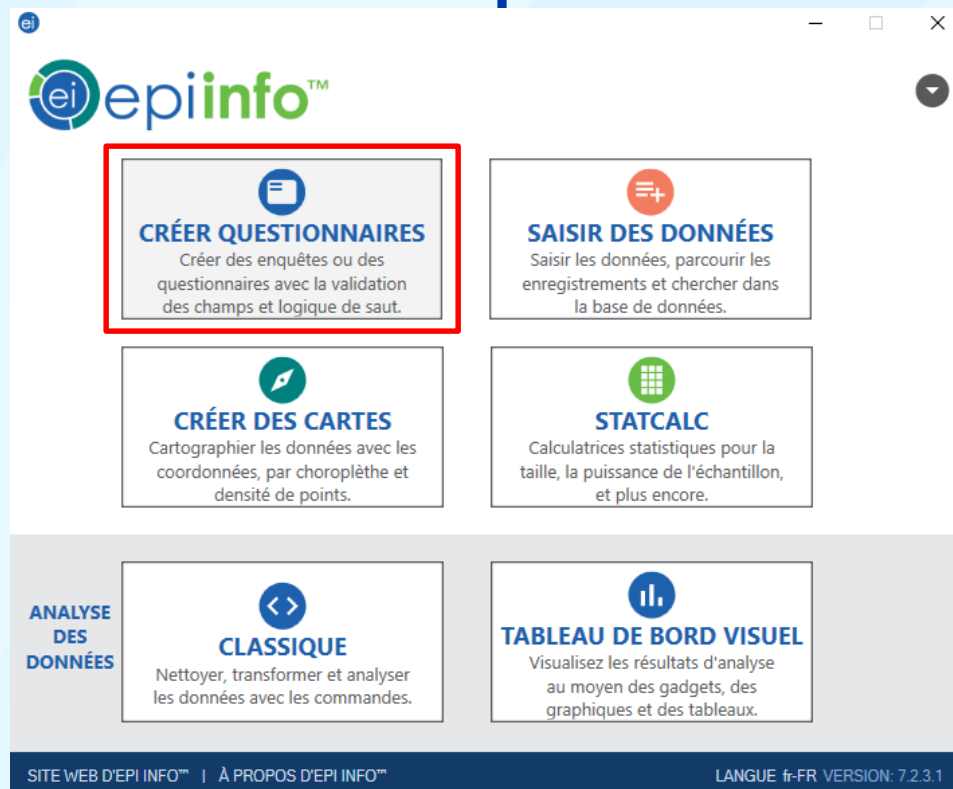 ei
ei epiinfo™
CRÉER QUESTIONNAIRES
Créer des enquêtes ou des
questionnaires avec la validation
des champs et logique de saut.
SAISIR DES DONNÉES
Saisir les données, parcourir les
enregistrements et chercher dans
la base de données.
CRÉER DES CARTES
Cartographier les données avec les
coordonnées, par choroplèthe et
densité de points.
STATCALC
Calculatrices statistiques pour la
taille, la puissance de l'échantillon,
et plus encore.
ANALYSE
DES
DONNÉES
CLASSIQUE
Nettoyer, transformer et analyser
les données avec les commandes.
TABLEAU DE BORD VISUEL
Visualisez les résultats d'analyse
au moyen des gadgets, des
graphiques et des tableaux.
SITE WEB D'EPI INFO™ | À PROPOS D'EPI INFO™ LANGUE fr-FR VERSION: 7.2.3.1